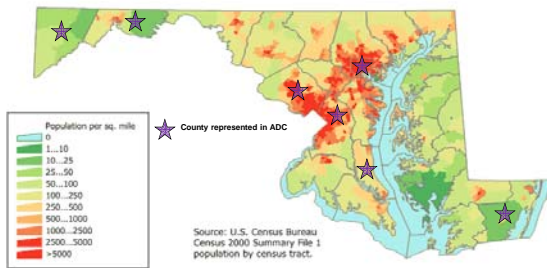 Population per sq. mile
0
1...10
10...25
25...50
50...100
100...250
250...500
500...1000
1000...2500
2500...5000
>5000
County represented in ADC
Source: U.S. Census Bureau
Census 2000 Summary File 1
population by census tract.